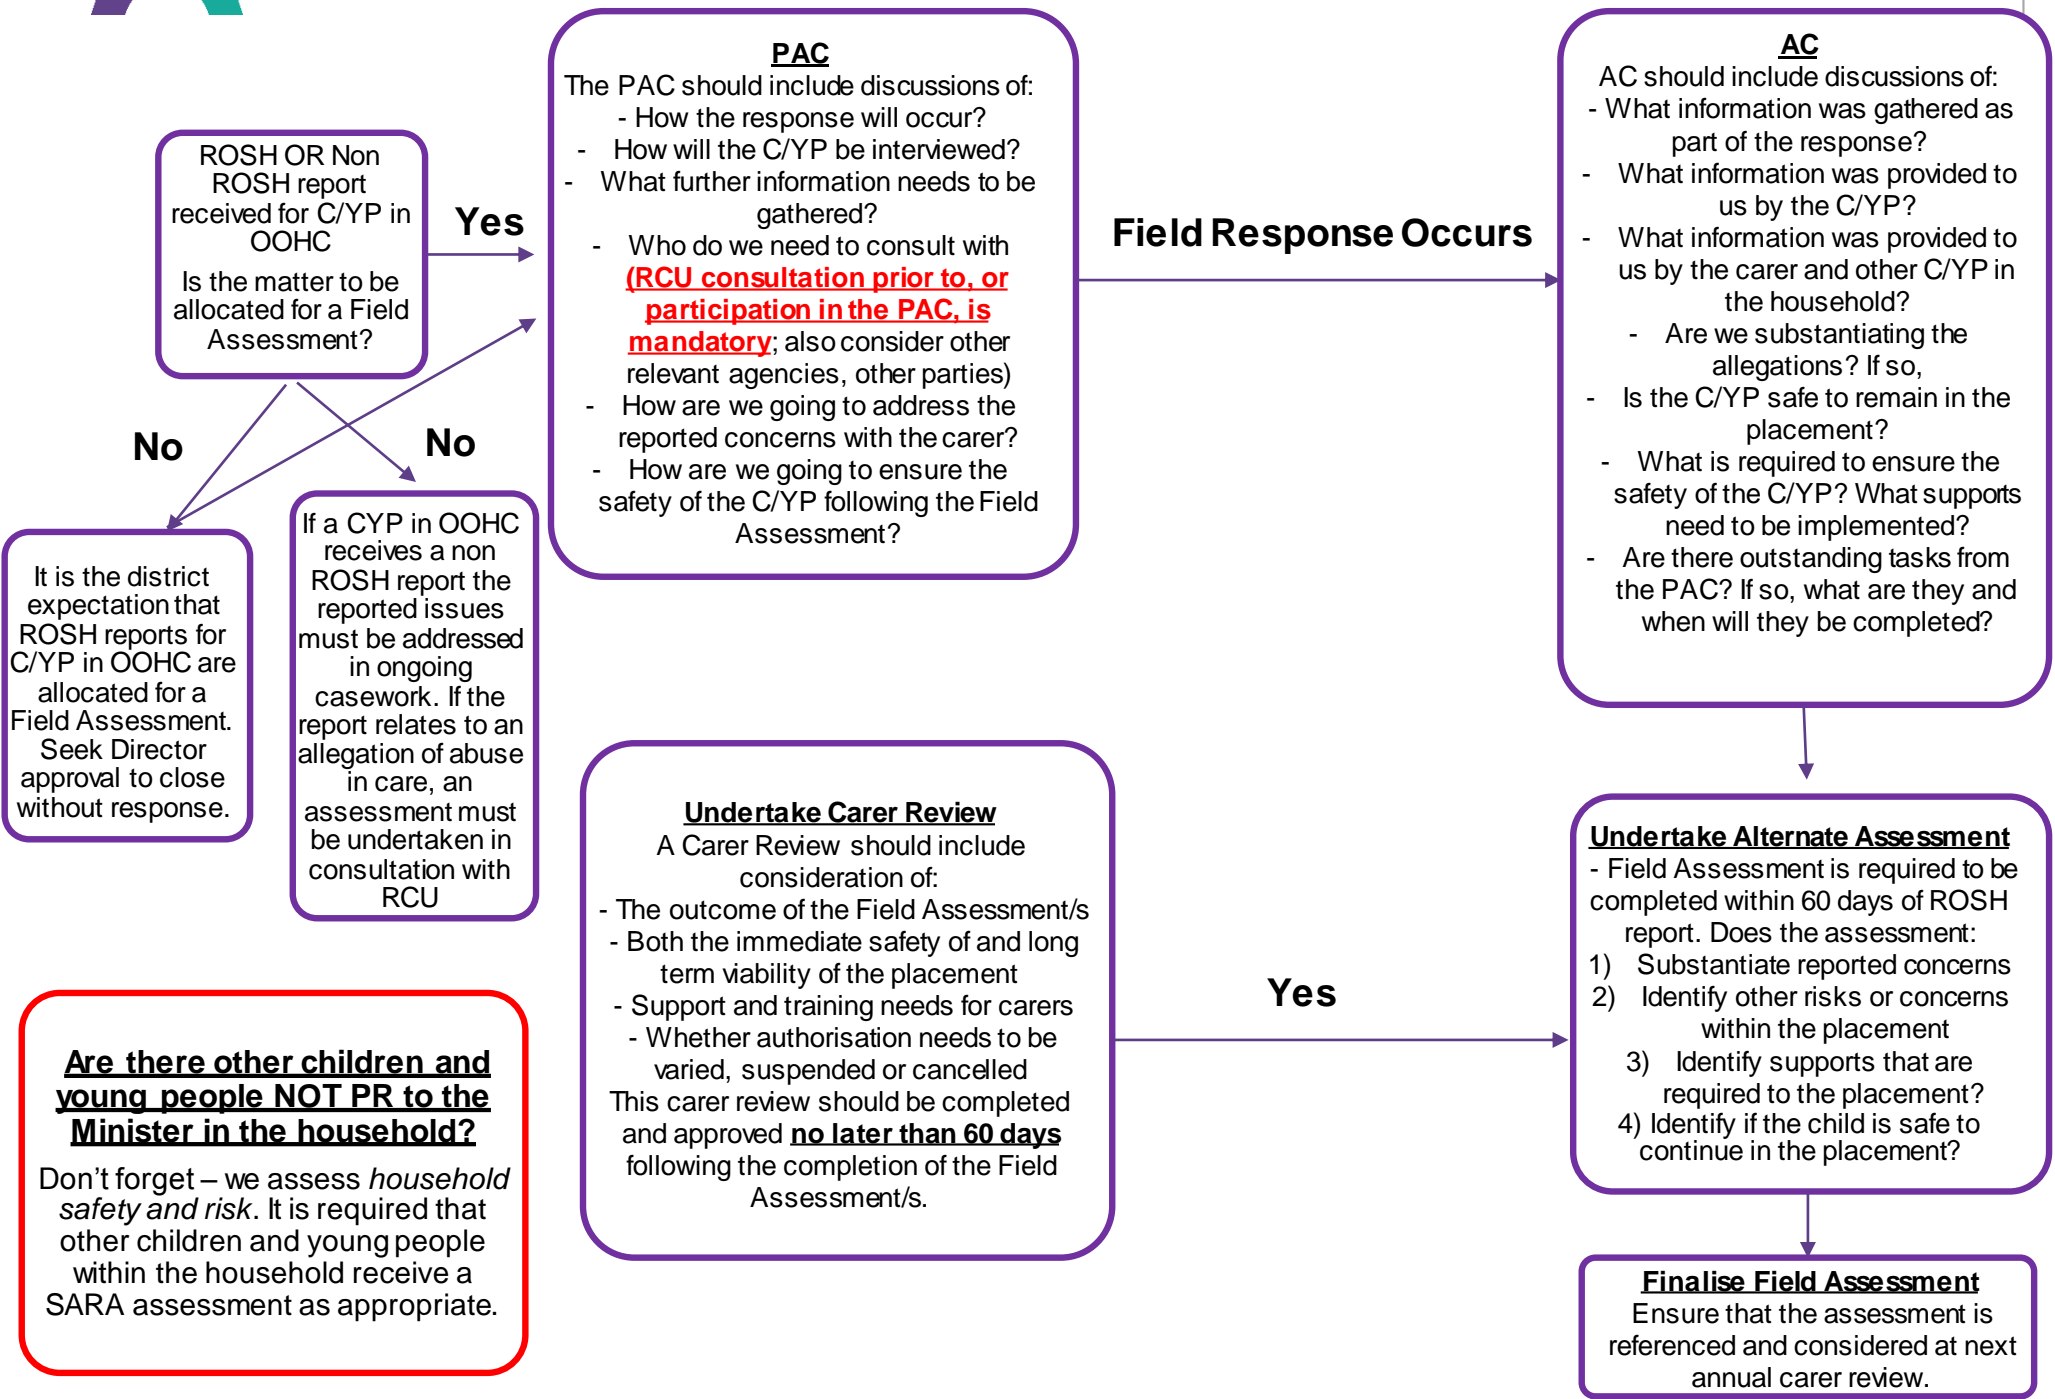 ROSH OR Non
ROSH report
received for C/YP in
OOHC
Is the matter to be
allocated for a Field
Assessment?
Yes
No
No
It is the district
expectation that
ROSH reports for
C/YP in OOHC are
allocated for a
Field Assessment.
Seek Director
approval to close
without response.
If a CYP in OOHC
receives a non
ROSH report the
reported issues
must be addressed
in ongoing
casework. If the
report relates to an
allegation of abuse
in care, an
assessment must
be undertaken in
consultation with
RCU
PAC
The PAC should include discussions of:
- How the response will occur?
- How will the C/YP be interviewed?
- What further information needs to be
gathered?
- Who do we need to consult with
(RCU consultation prior to, or
participation in the PAC, is
mandatory; also consider other
relevant agencies, other parties)
- How are we going to address the
reported concerns with the carer?
- How are we going to ensure the
safety of the C/YP following the Field
Assessment?
Field Response Occurs
AC
AC should include discussions of:
- What information was gathered as
part of the response?
- What information was provided to
us by the C/YP?
- What information was provided to
us by the carer and other C/YP in
the household?
- Are we substantiating the
allegations? If so,
- Is the C/YP safe to remain in the
placement?
- What is required to ensure the
safety of the C/YP? What supports
need to be implemented?
- Are there outstanding tasks from
the PAC? If so, what are they and
when will they be completed?
Undertake Carer Review
A Carer Review should include
consideration of:
- The outcome of the Field Assessment/s
- Both the immediate safety of and long
term viability of the placement
- Support and training needs for carers
- Whether authorisation needs to be
varied, suspended or cancelled
This carer review should be completed
and approved no later than 60 days
following the completion of the Field
Assessment/s.
Yes
Undertake Alternate Assessment
- Field Assessment is required to be
completed within 60 days of ROSH
report. Does the assessment:
1) Substantiate reported concerns
2) Identify other risks or concerns
within the placement
3) Identify supports that are
required to the placement?
4) Identify if the child is safe to
continue in the placement?
Finalise Field Assessment
Ensure that the assessment is
referenced and considered at next
annual carer review.
Are there other children and
young people NOT PR to the
Minister in the household?
Don't forget – we assess household
safety and risk. It is required that
other children and young people
within the household receive a
SARA assessment as appropriate.